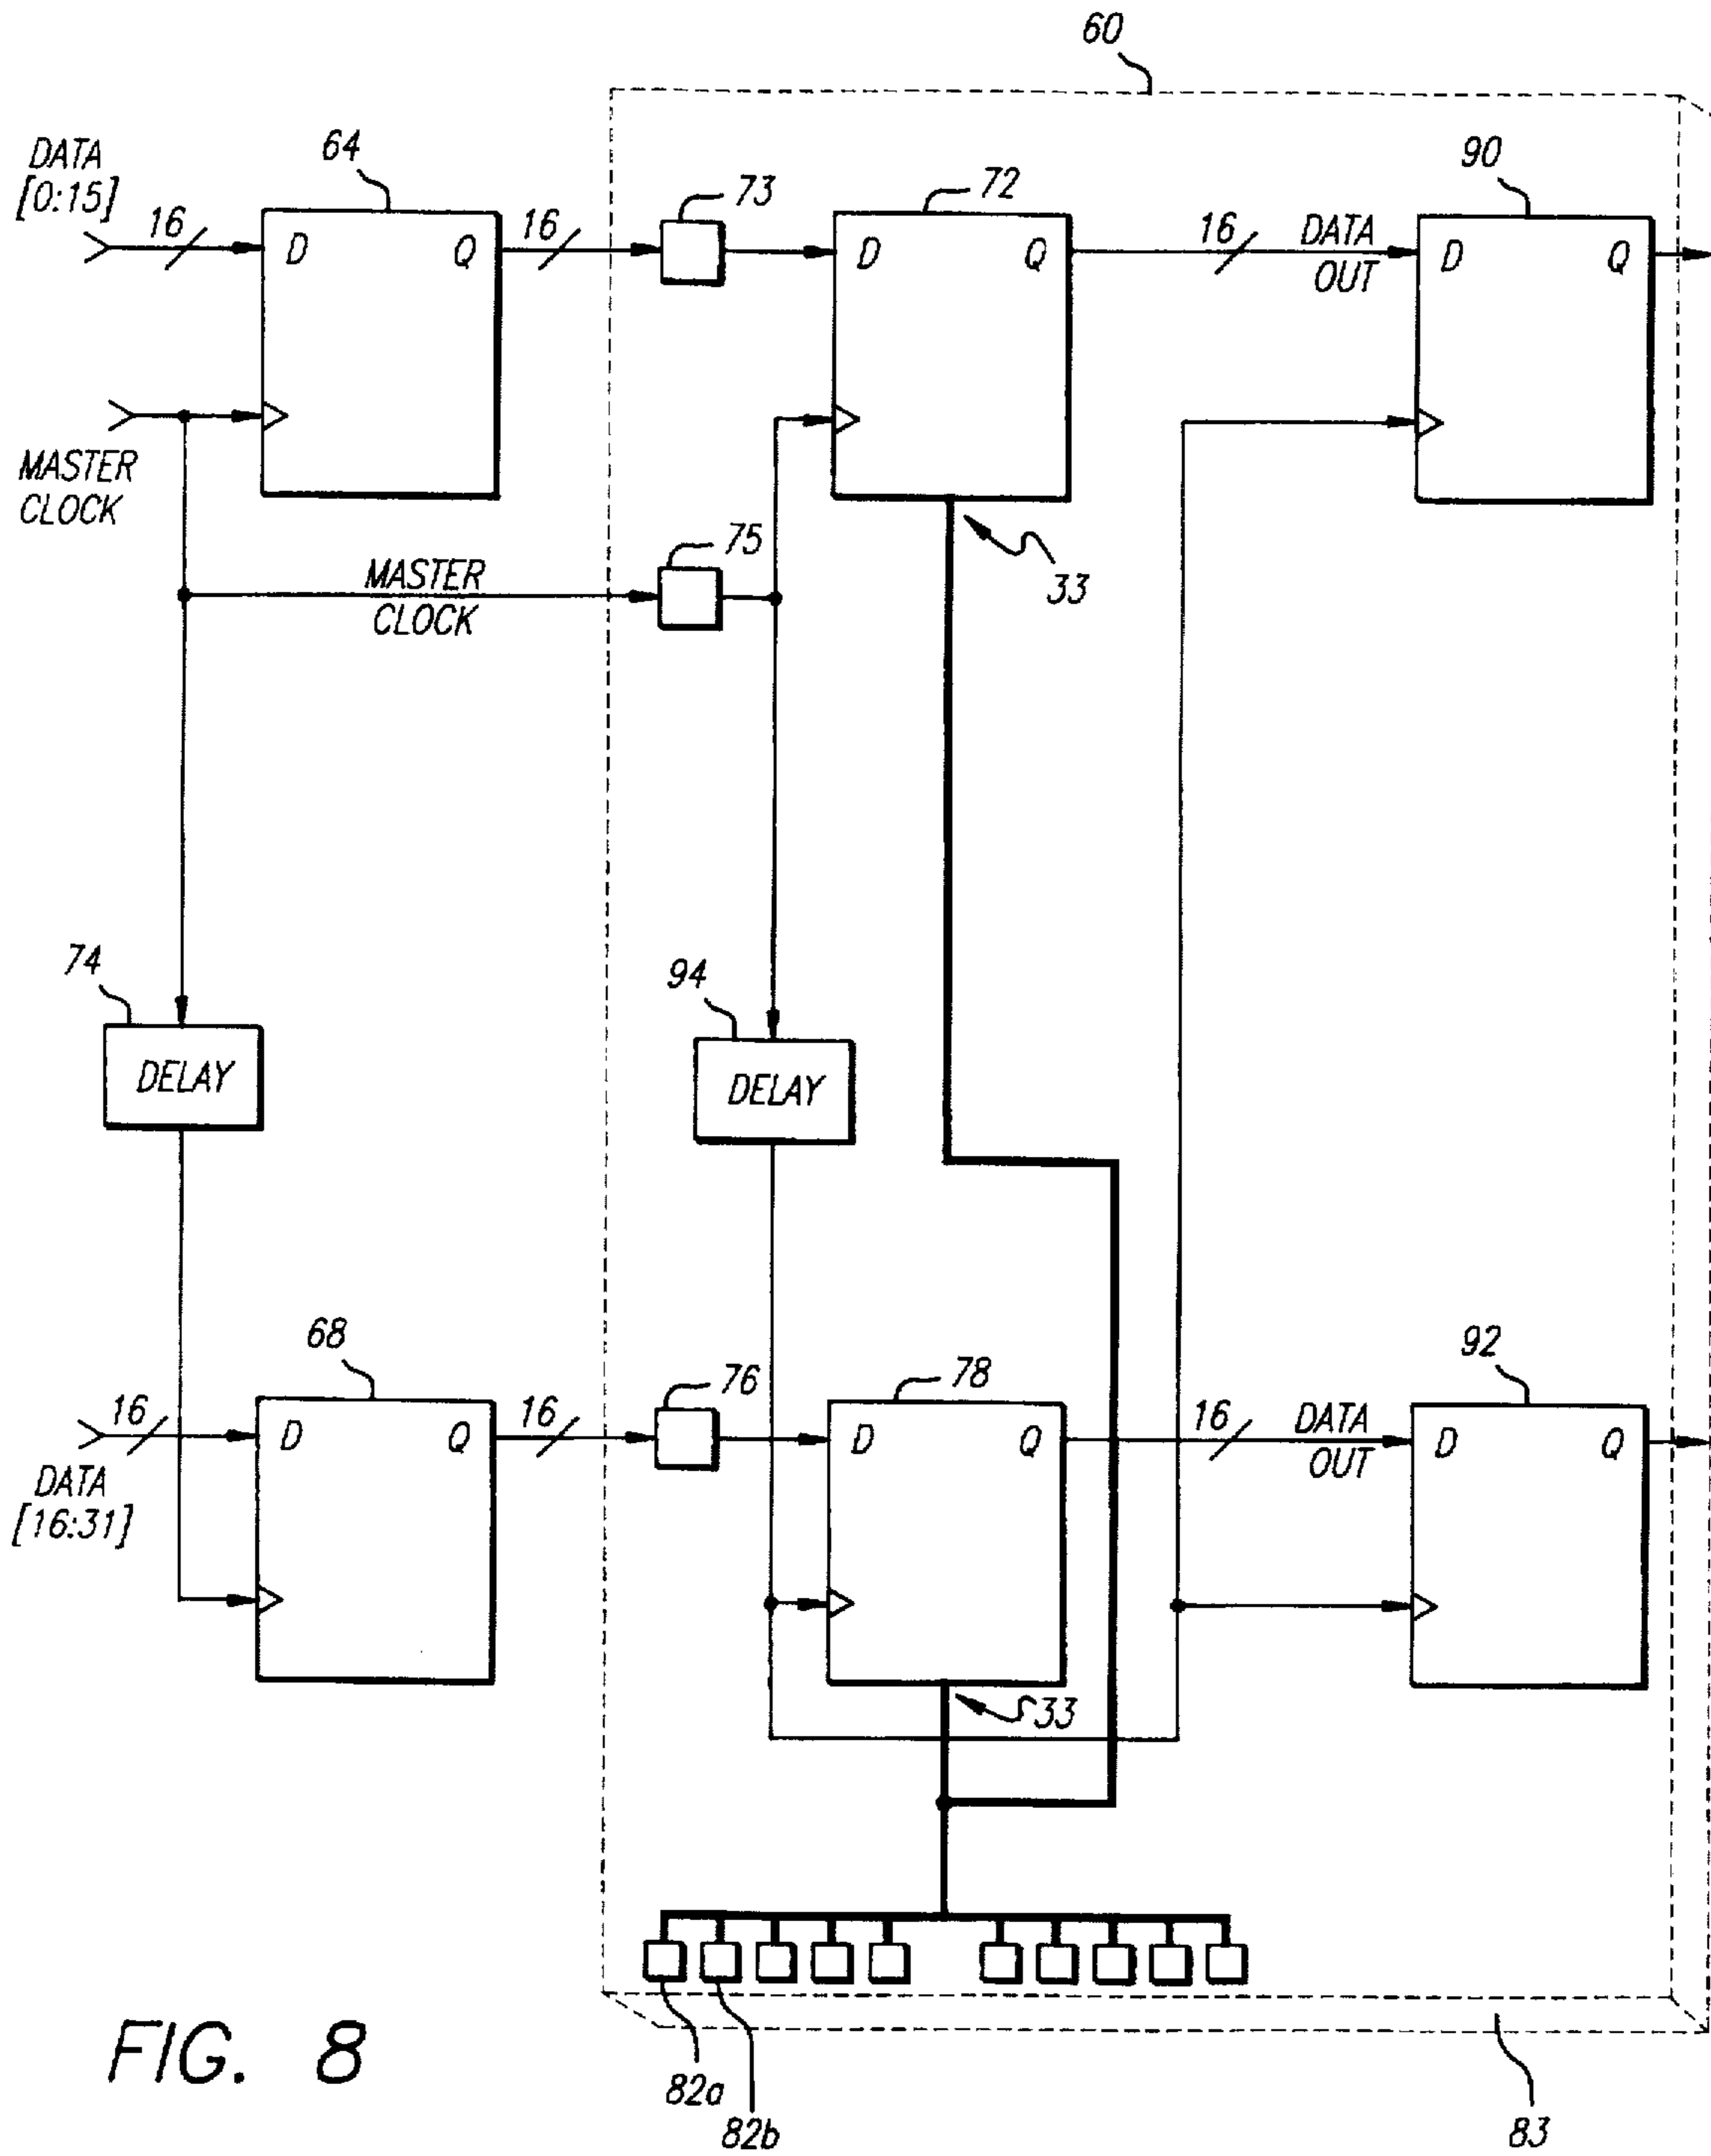 60
DATA
[0:15]
64
73
72
90
16
D
Q
16
D
Q
16
DATA
OUT
D
Q
MASTER
CLOCK
75
MASTER
CLOCK
33
74
94
DELAY
DELAY
68
76
78
92
16
D
Q
16
D
Q
16
DATA
OUT
D
Q
DATA
[16:31]
33
FIG. 8
82a
82b
83